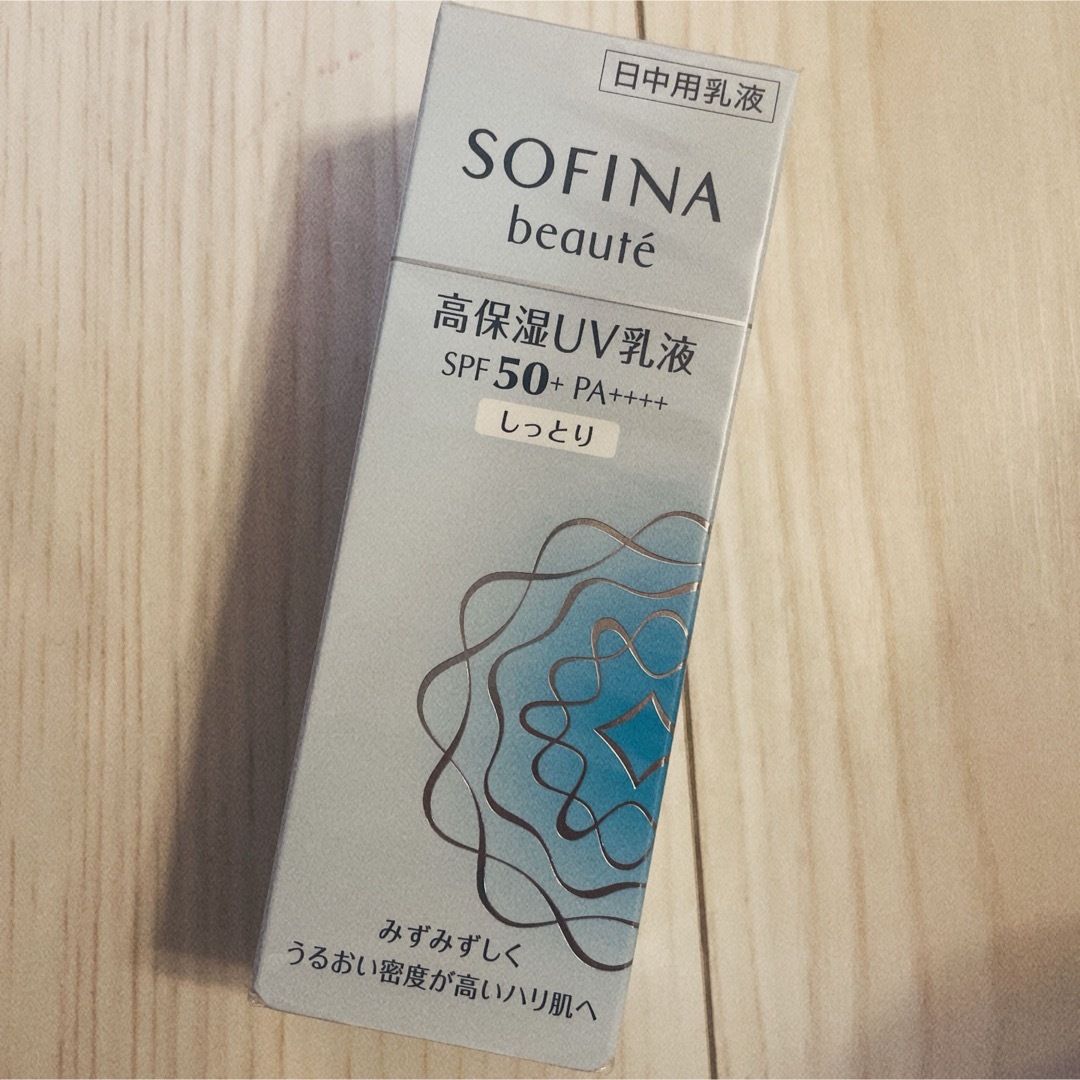 日中用乳液
SOFINA
beauté
高保湿UV乳液
SPF 50+ PA++++
しっとり
みずみずしく
うるおい密度が高いハリ肌へ